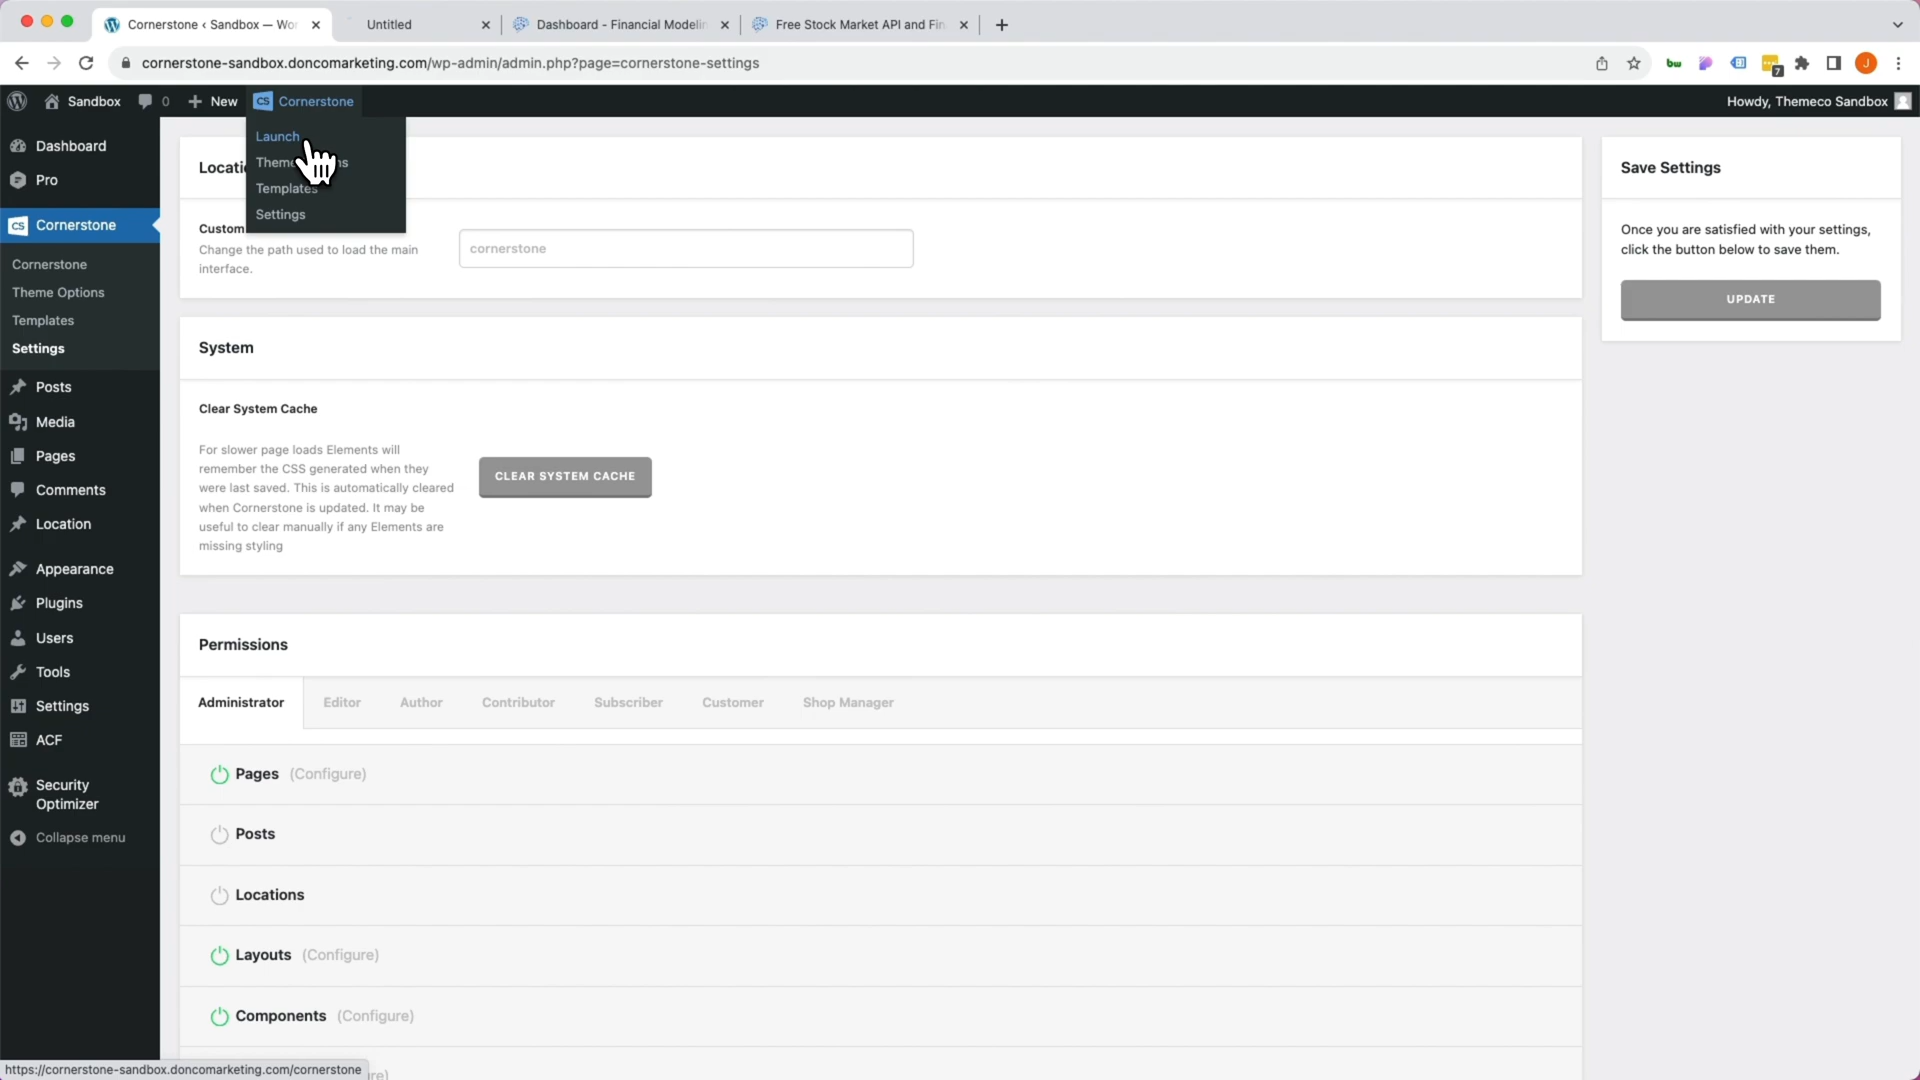 Cornerstone ‹ Sandbox — Wor
Untitled
Dashboard - Financial Modelin
Free Stock Market API and Fin
cornerstone-sandbox.doncomarketing.com/wp-admin/admin.php?page=cornerstone-settings
bw
7
J
Sandbox
0
New
CS Cornerstone
Howdy, Themeco Sandbox
Launch
Templates
Settings
Dashboard
Pro
CS Cornerstone
Cornerstone
Theme Options
Templates
Settings
Posts
Media
Pages
Comments
Location
Appearance
Plugins
Users
Tools
Settings
ACF
Security
Optimizer
Collapse menu
Custom
Change the path used to load the main
interface.
cornerstone
System
Clear System Cache
For slower page loads Elements will
remember the CSS generated when they
were last saved. This is automatically cleared
when Cornerstone is updated. It may be
useful to clear manually if any Elements are
missing styling
CLEAR SYSTEM CACHE
Permissions
Administrator
Editor
Author
Contributor
Subscriber
Customer
Shop Manager
Pages (Configure)
Posts
Locations
Layouts (Configure)
Components (Configure)
Save Settings
Once you are satisfied with your settings,
click the button below to save them.
UPDATE
https://cornerstone-sandbox.doncomarketing.com/cornerstone